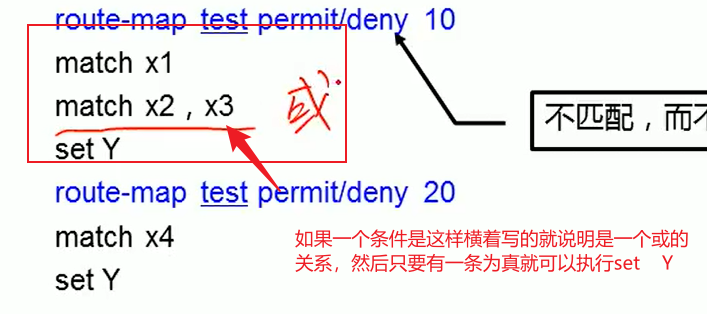 route-map test permit/deny 10
match x1
match x2，x3
或
set Y
不匹配，而不
route-map test permit/deny 20
match x4
如果一个条件是这样横着写的就说明是一个或的
关系，然后只要有一条为真就可以执行set Y
set Y